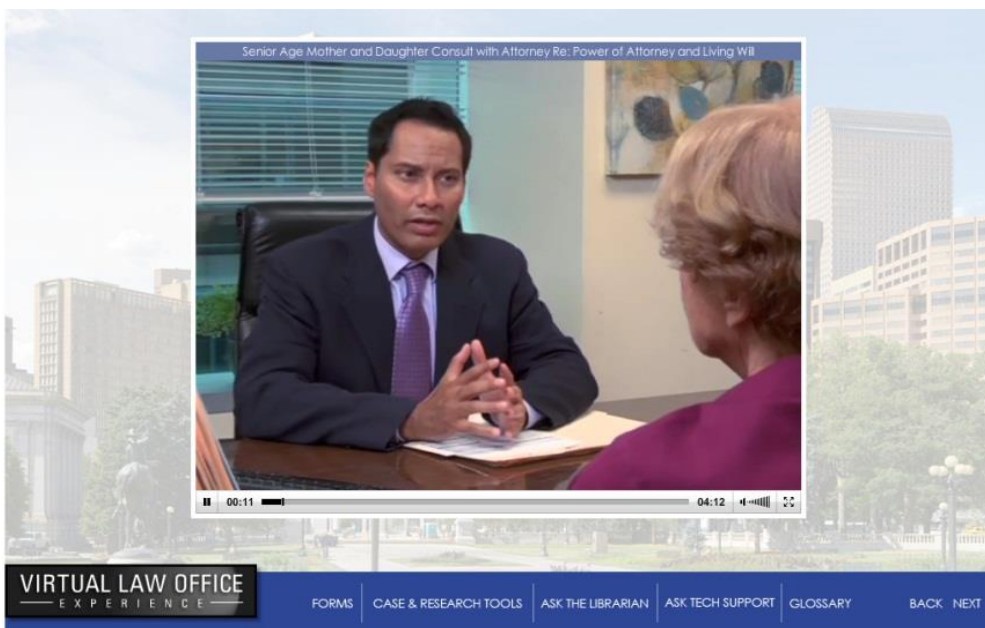 Senior Age Mother and Daughter Consult with Attorney Re: Power of Attorney and Living Will
00:11
04:12
VIRTUAL LAW OFFICE
EXPERIENCE
FORMS
CASE & RESEARCH TOOLS
ASK THE LIBRARIAN
ASK TECH SUPPORT
GLOSSARY
BACK
NEXT